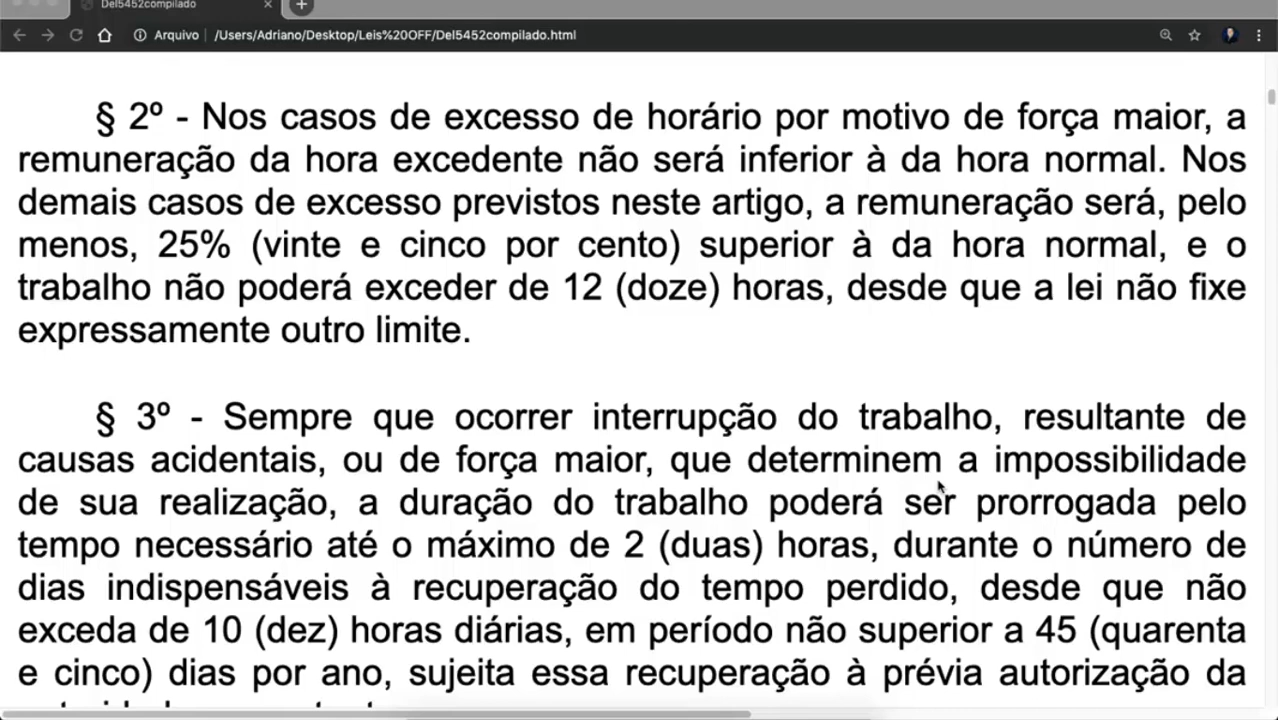 Del5452compilado
Arquivo
/Users/Adriano/Desktop/Leis%20OFF/Del5452compilado.html
§ 2º - Nos casos de excesso de horário por motivo de força maior, a
remuneração da hora excedente não será inferior à da hora normal. Nos
demais casos de excesso previstos neste artigo, a remuneração será, pelo
menos, 25% (vinte e cinco por cento) superior à da hora normal, e o
trabalho não poderá exceder de 12 (doze) horas, desde que a lei não fixe
expressamente outro limite.
§ 3º - Sempre que ocorrer interrupção do trabalho, resultante de
causas acidentais, ou de força maior, que determinem a impossibilidade
de sua realização, a duração do trabalho poderá ser prorrogada pelo
tempo necessário até o máximo de 2 (duas) horas, durante o número de
dias indispensáveis à recuperação do tempo perdido, desde que não
exceda de 10 (dez) horas diárias, em período não superior a 45 (quarenta
e cinco) dias por ano, sujeita essa recuperação à prévia autorização da